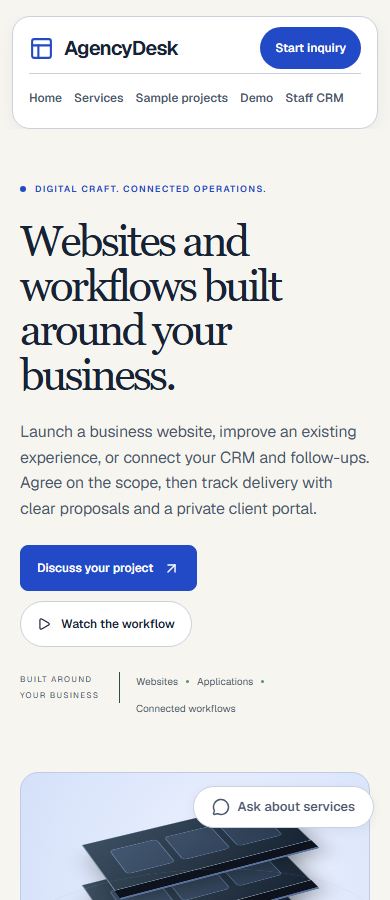 AgencyDesk
Start inquiry
Home Services Sample projects Demo Staff CRM
DIGITAL CRAFT. CONNECTED OPERATIONS.
Websites and
workflows built
around your
business.
Launch a business website, improve an existing
experience, or connect your CRM and follow-ups.
Agree on the scope, then track delivery with
clear proposals and a private client portal.
Discuss your project
Watch the workflow
BUILT AROUND
YOUR BUSINESS
Websites • Applications •
Connected workflows
Ask about services